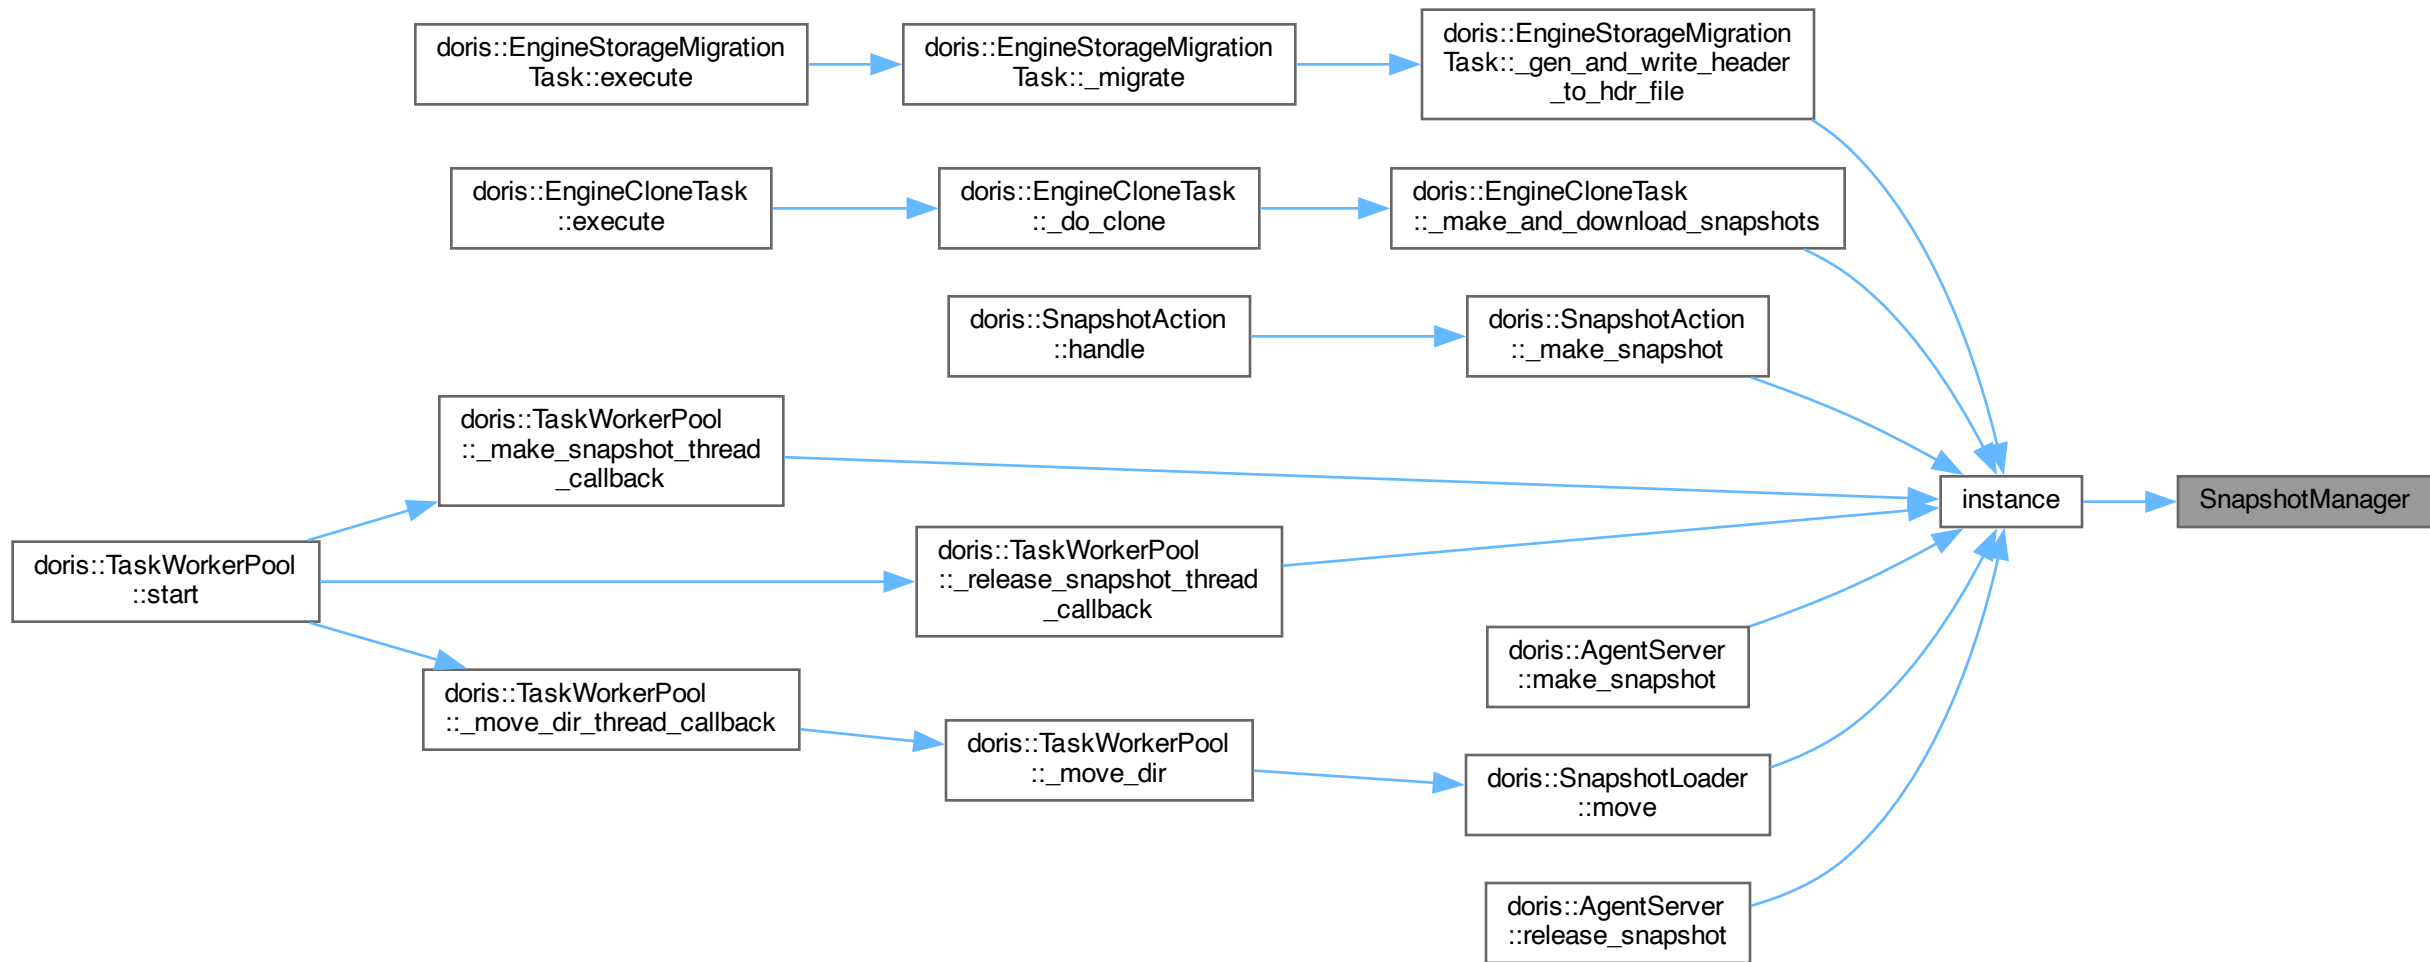 doris::EngineStorageMigration
Task::execute
doris::EngineStorageMigration
Task::_migrate
doris::EngineStorageMigration
Task::_gen_and_write_header
_to_hdr_file
doris::EngineCloneTask
::execute
doris::EngineCloneTask
::_do_clone
doris::EngineCloneTask
::_make_and_download_snapshots
doris::SnapshotAction
::handle
doris::SnapshotAction
::_make_snapshot
doris::TaskWorkerPool
::_make_snapshot_thread
_callback
instance
SnapshotManager
doris::TaskWorkerPool
::start
doris::TaskWorkerPool
::_release_snapshot_thread
_callback
doris::AgentServer
::make_snapshot
doris::TaskWorkerPool
::_move_dir_thread_callback
doris::TaskWorkerPool
::_move_dir
doris::SnapshotLoader
::move
doris::AgentServer
::release_snapshot